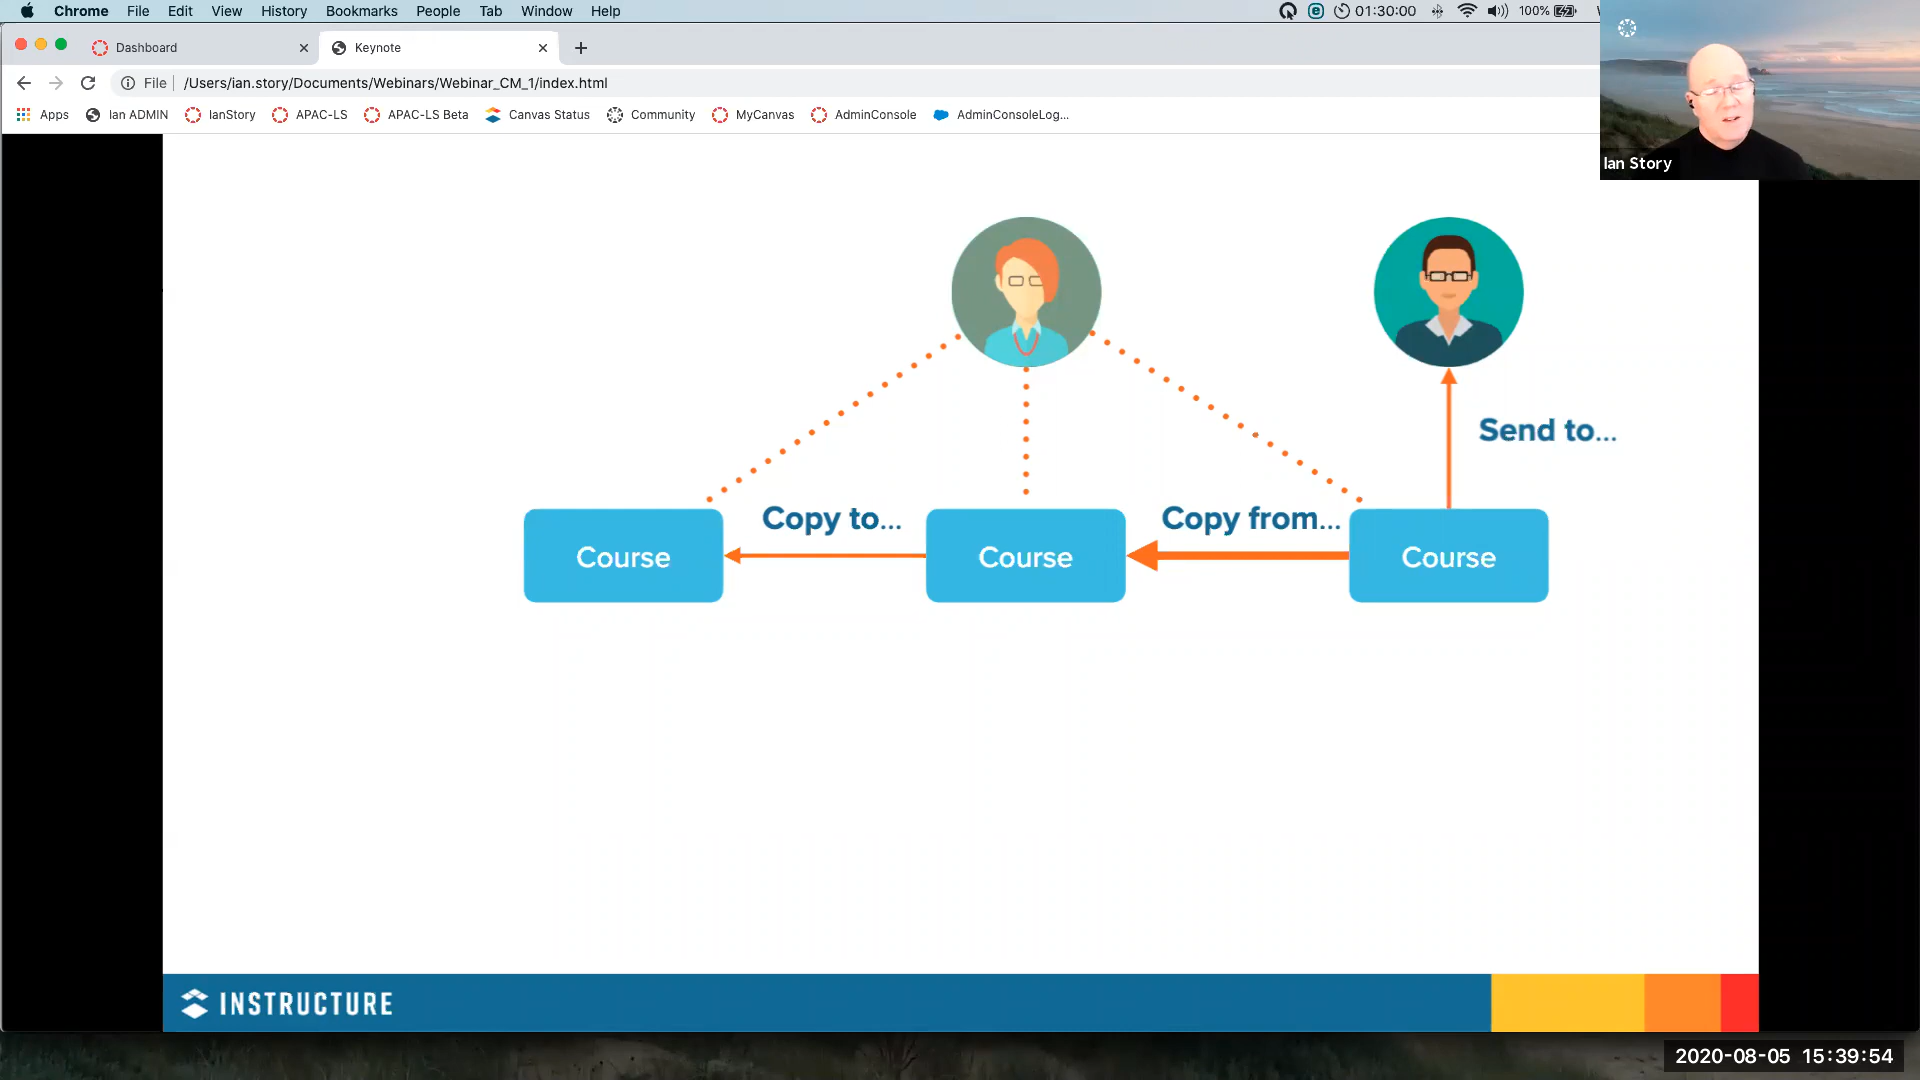 Chrome File Edit View History Bookmarks People Tab Window Help 01:30:00 100%
Dashboard Keynote
File /Users/ian.story/Documents/Webinars/Webinar_CM_1/index.html
Apps Ian ADMIN IanStory APAC-LS APAC-LS Beta Canvas Status Community MyCanvas AdminConsole AdminConsoleLog...
Ian Story
Send to...
Copy to...
Copy from...
Course
Course
Course
INSTRUCTURE
2020-08-05 15:39:54